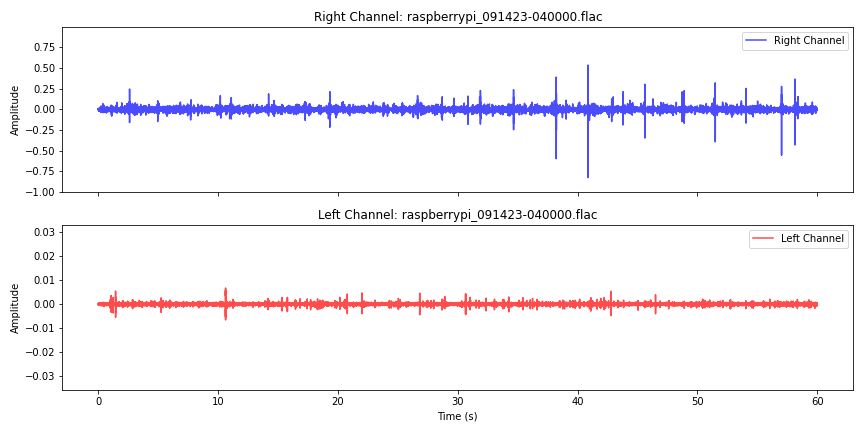 Right Channel: raspberrypi_091423-040000.flac
Right Channel
Amplitude
0.75
0.50
0.25
0.00
−0.25
−0.50
−0.75
−1.00
Left Channel: raspberrypi_091423-040000.flac
Left Channel
Amplitude
0.03
0.02
0.01
0.00
−0.01
−0.02
−0.03
0 10 20 30 40 50 60
Time (s)